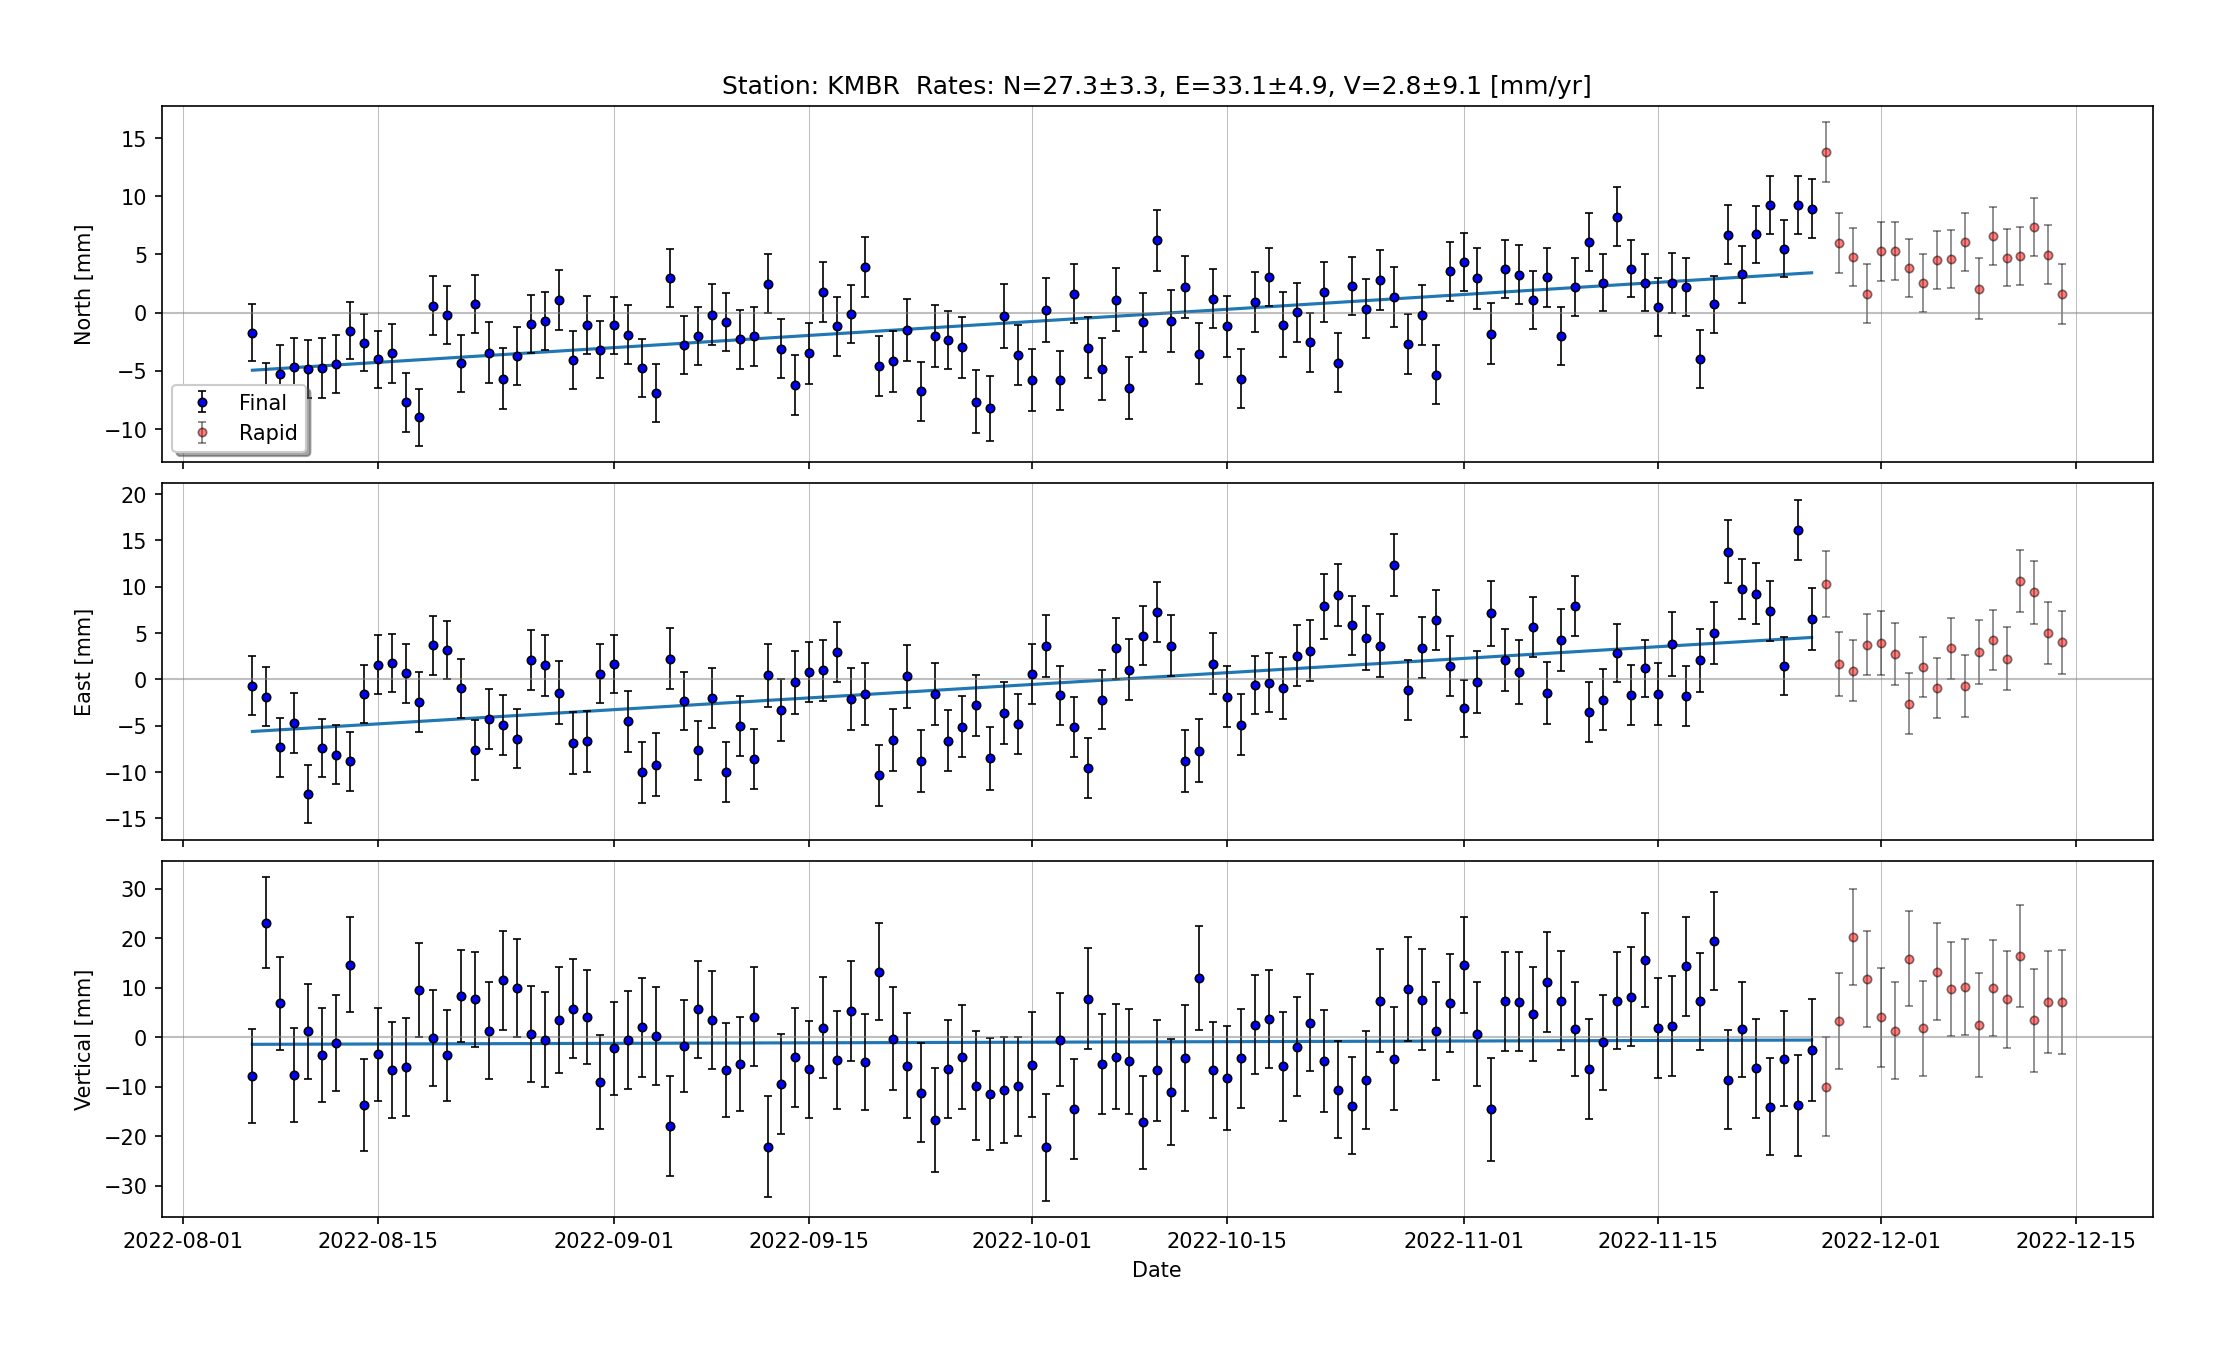 Station: KMBR  Rates: N=27.3±3.3, E=33.1±4.9, V=2.8±9.1 [mm/yr]
North [mm]
15
10
5
0
−5
−10
Final
Rapid
East [mm]
20
15
10
5
0
−5
−10
−15
Vertical [mm]
30
20
10
0
−10
−20
−30
2022-08-01 2022-08-15 2022-09-01 2022-09-15 2022-10-01 2022-10-15 2022-11-01 2022-11-15 2022-12-01 2022-12-15
Date